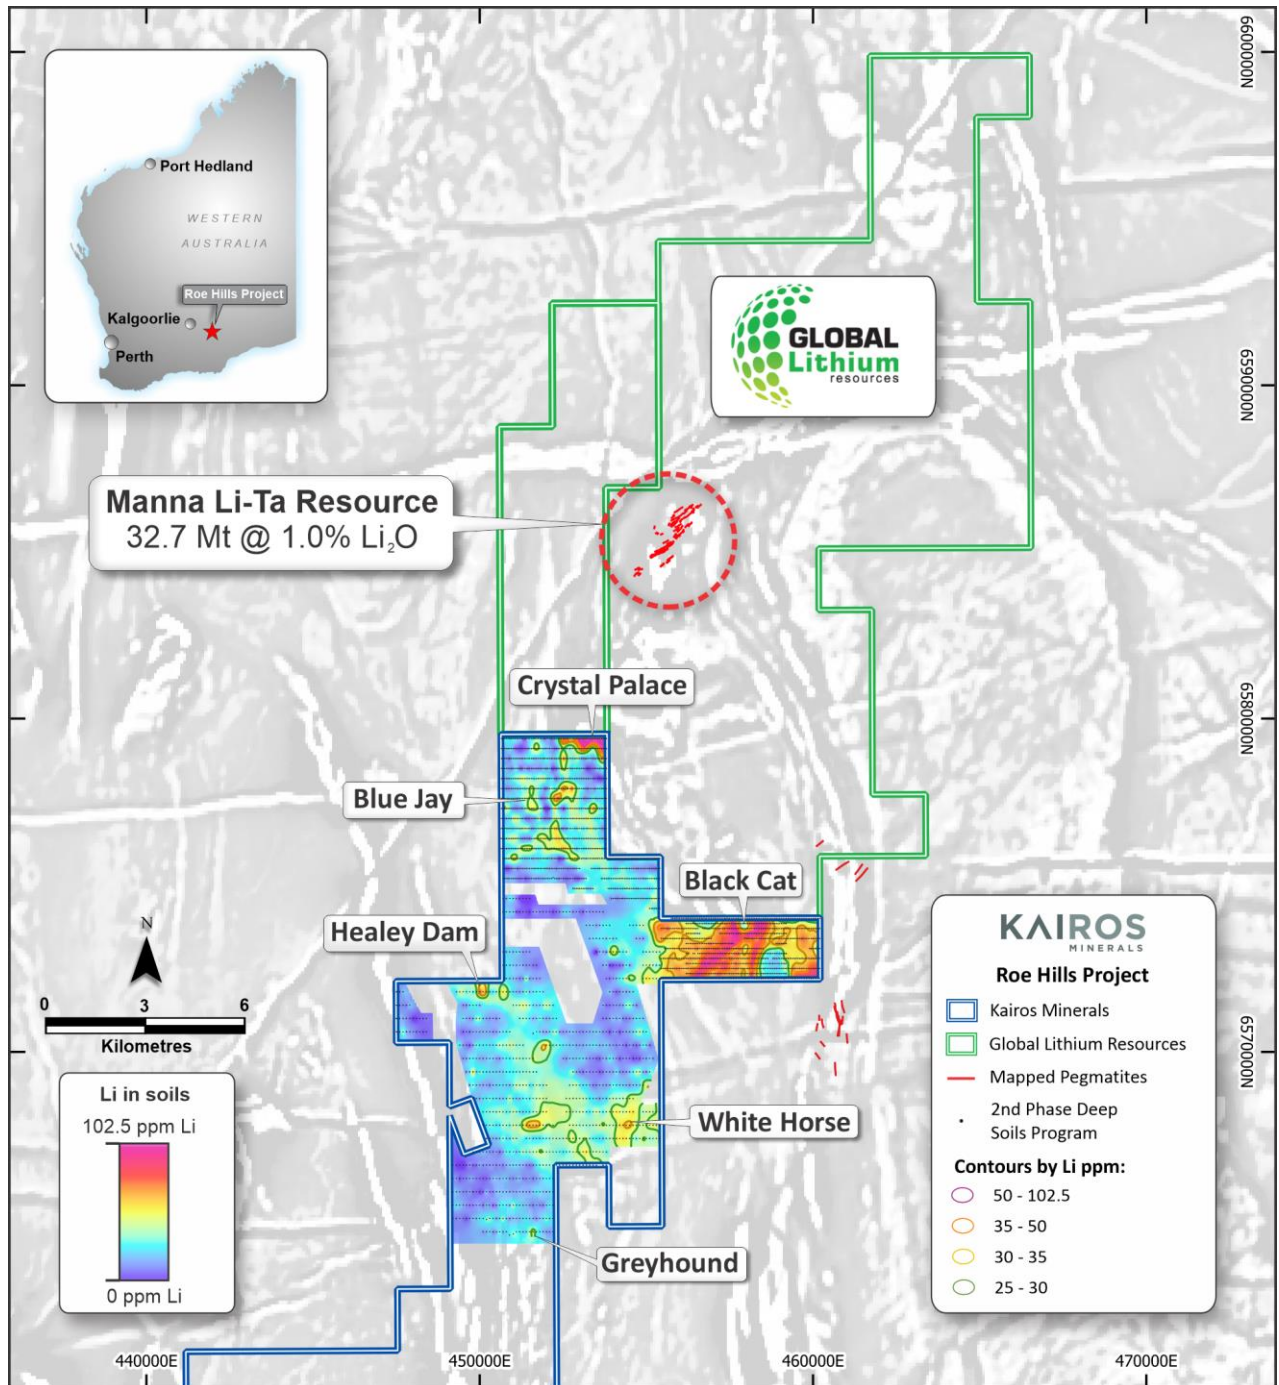 6600000N
Port Hedland
WESTERN
AUSTRALIA
Roe Hills Project
Kalgoorlie
Perth
GLOBAL
Lithium
resources
6590000N
Manna Li-Ta Resource
32.7 Mt @ 1.0% Li₂O
Crystal Palace
6580000N
Blue Jay
Black Cat
Healey Dam
N
0 3 6
Kilometres
6570000N
White Horse
Greyhound
Li in soils
102.5 ppm Li
0 ppm Li
KAIROS
MINERALS
Roe Hills Project
Kairos Minerals
Global Lithium Resources
Mapped Pegmatites
2nd Phase Deep
Soils Program
Contours by Li ppm:
50 - 102.5
35 - 50
30 - 35
25 - 30
440000E 450000E 460000E 470000E